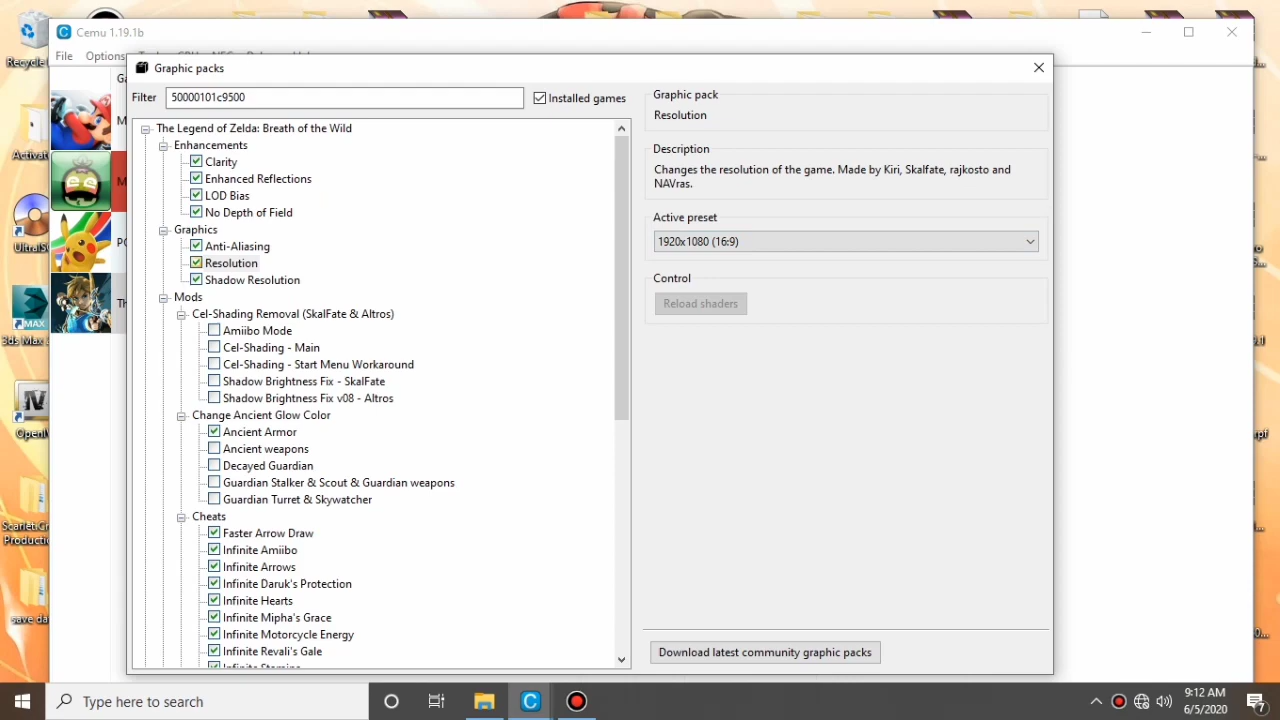 Cemu 1.19.1b
Recycle
File
Options
Graphic packs
Filter
50000101c9500
Installed games
The Legend of Zelda: Breath of the Wild
Enhancements
Clarity
Enhanced Reflections
LOD Bias
No Depth of Field
Graphics
Anti-Aliasing
Resolution
Shadow Resolution
Mods
Cel-Shading Removal (SkalFate & Altros)
Amiibo Mode
Cel-Shading - Main
Cel-Shading - Start Menu Workaround
Shadow Brightness Fix - SkalFate
Shadow Brightness Fix v08 - Altros
Change Ancient Glow Color
Ancient Armor
Ancient weapons
Decayed Guardian
Guardian Stalker & Scout & Guardian weapons
Guardian Turret & Skywatcher
Cheats
Faster Arrow Draw
Infinite Amiibo
Infinite Arrows
Infinite Daruk's Protection
Infinite Hearts
Infinite Mipha's Grace
Infinite Motorcycle Energy
Infinite Revali's Gale
Graphic pack
Resolution
Description
Changes the resolution of the game. Made by Kiri, Skalfate, rajkosto and
NAVras.
Active preset
1920x1080 (16:9)
Control
Reload shaders
Download latest community graphic packs
Activat
UltraIS
MAX
3ds Max
OpenIV
ScarletGr
Productio
save da
Type here to search
9:12 AM
6/5/2020
7